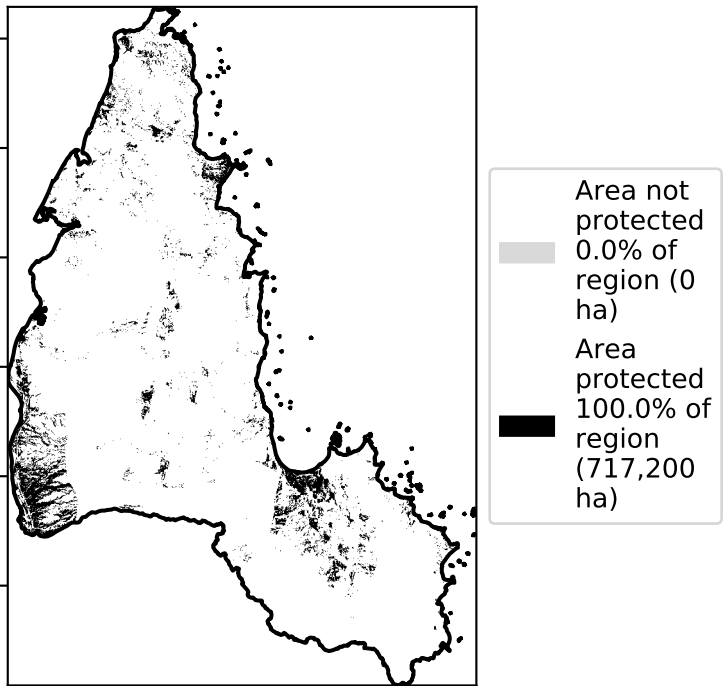 Area not
protected
0.0% of
region (0
ha)
Area
protected
100.0% of
region
(717,200
ha)